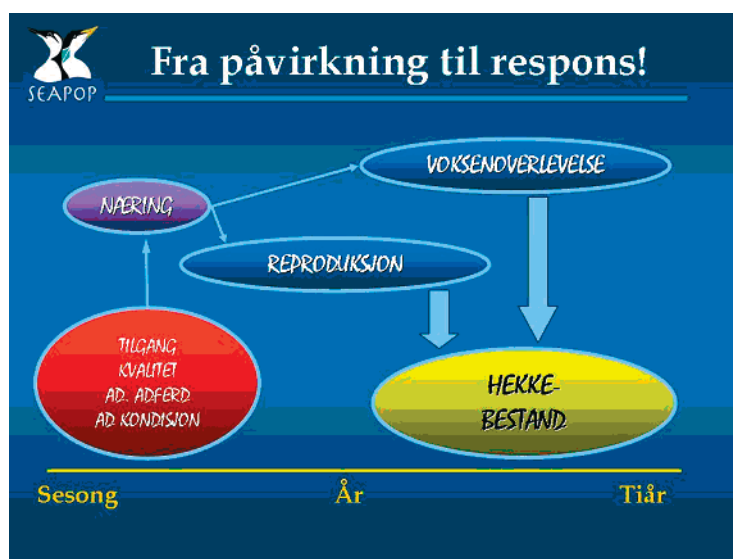 Fra påvirkning til respons!
SEAPOP
VOKSENOVERLEVELSE
NÆRING
REPRODUKSJON
TILGANG
KVALITET
AD. ADFERD
AD KONDISJON
HEKKE-
BESTAND
Sesong År Tiår